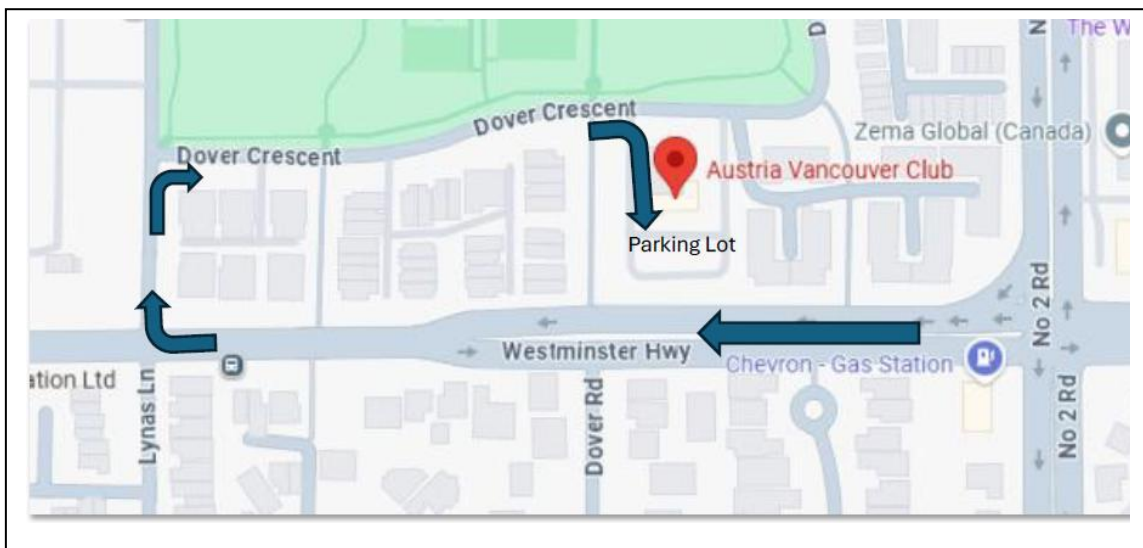 D
N
The W
Dover Crescent
Zema Global (Canada)
Dover Crescent
Austria Vancouver Club
Parking Lot
No 2 Rd
Westminster Hwy
Chevron - Gas Station
ation Ltd
Lynas Ln
Dover Rd
No 2 Rd